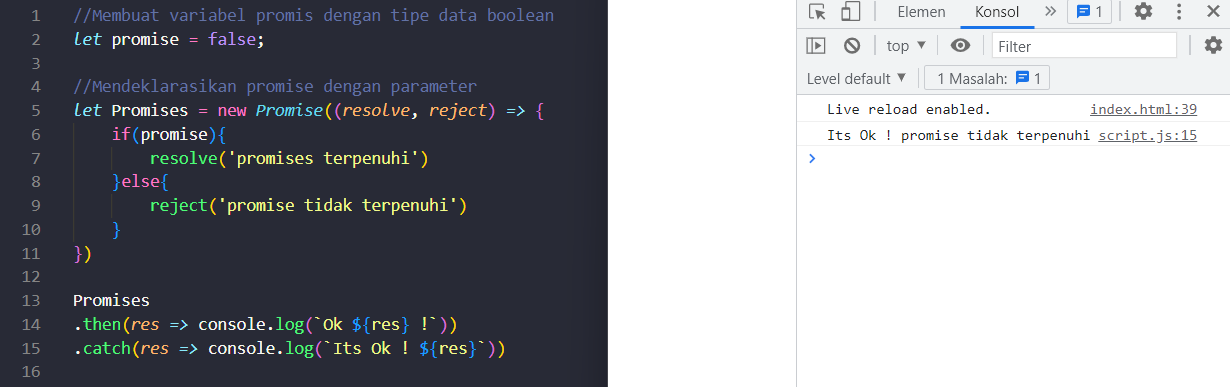 1 //Membuat variabel promis dengan tipe data boolean
2 let promise = false;
3
4 //Mendeklarasikan promise dengan parameter
5 let Promises = new Promise((resolve, reject) => {
6 if(promise){
7 resolve('promises terpenuhi')
8 }else{
9 reject('promise tidak terpenuhi')
10 }
11 })
12
13 Promises
14 .then(res => console.log(`Ok ${res} !`))
15 .catch(res => console.log(`Its Ok ! ${res}`))
16
Elemen Konsol 1
top Filter
Level default 1 Masalah: 1
Live reload enabled. index.html:39
Its Ok ! promise tidak terpenuhi script.js:15